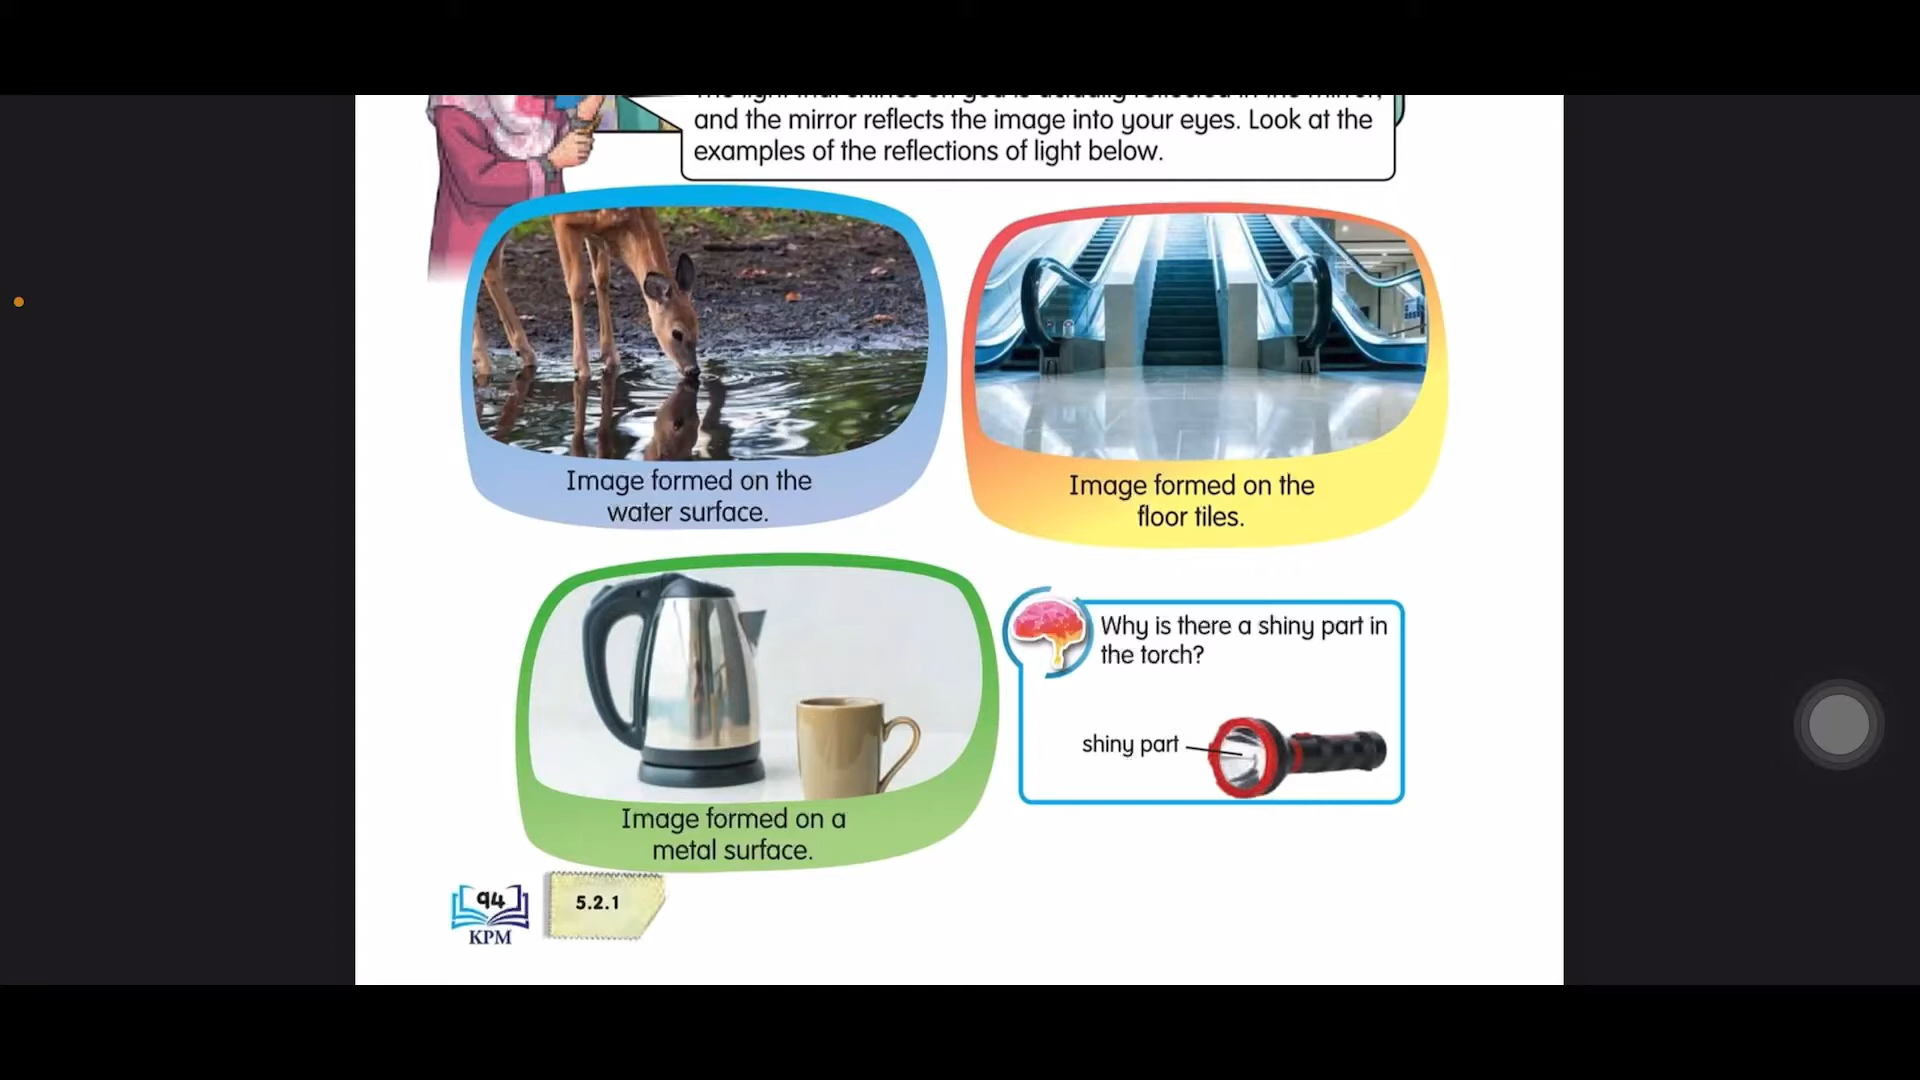 and the mirror reflects the image into your eyes. Look at the
examples of the reflections of light below.
Image formed on the
water surface.
Image formed on the
floor tiles.
Image formed on a
metal surface.
Why is there a shiny part in
the torch?
shiny part
94
KPM
5.2.1